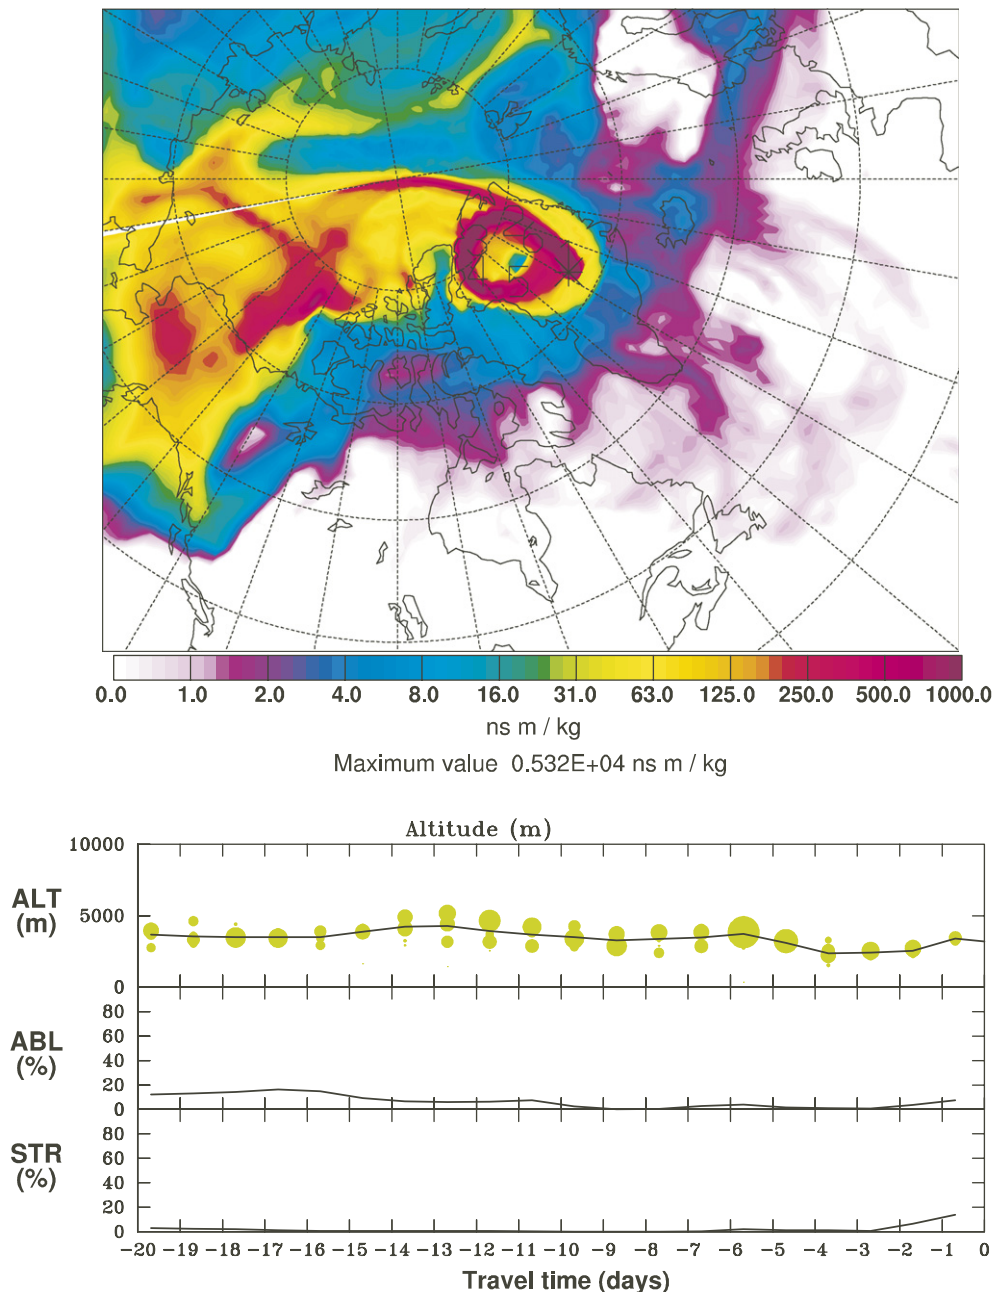 0.0 1.0 2.0 4.0 8.0 16.0 31.0 63.0 125.0 250.0 500.0 1000.0
ns m / kg
Maximum value 0.532E+04 ns m / kg
Altitude (m)
10000
ALT
(m)
5000
0
80
60
ABL
(%)
40
20
0
80
60
STR
(%)
40
20
0
-20 -19 -18 -17 -16 -15 -14 -13 -12 -11 -10 -9 -8 -7 -6 -5 -4 -3 -2 -1 0
Travel time (days)